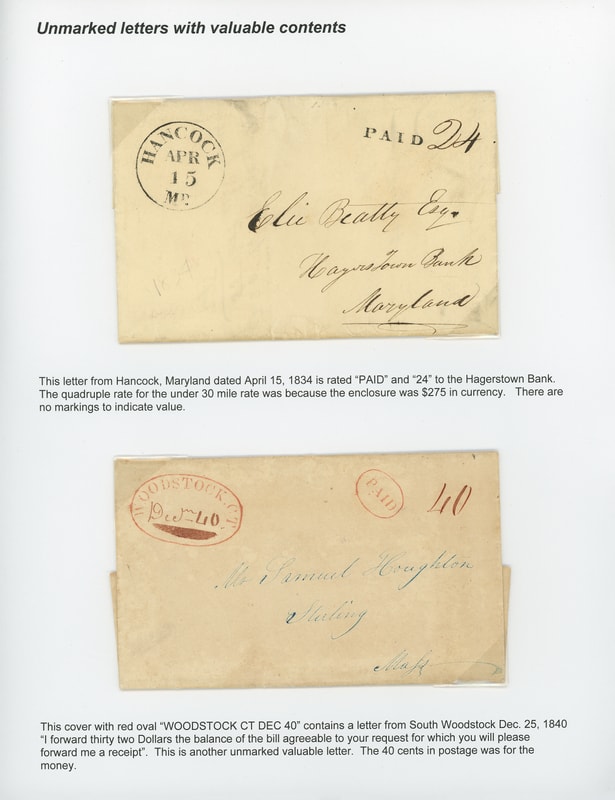 Unmarked letters with valuable contents
HANCOCK
APR
15
MD.
PAID 24
Elie Beatty Esq.
Hagerstown Bank
Maryland
This letter from Hancock, Maryland dated April 15, 1834 is rated “PAID” and “24” to the Hagerstown Bank.
The quadruple rate for the under 30 mile rate was because the enclosure was $275 in currency. There are
no markings to indicate value.
WOODSTOCK CT.
40
PAID
40
Mr Samuel Houghton
Sterling
Mass
This cover with red oval “WOODSTOCK CT DEC 40” contains a letter from South Woodstock Dec. 25, 1840
“I forward thirty two Dollars the balance of the bill agreeable to your request for which you will please
forward me a receipt”. This is another unmarked valuable letter. The 40 cents in postage was for the
money.